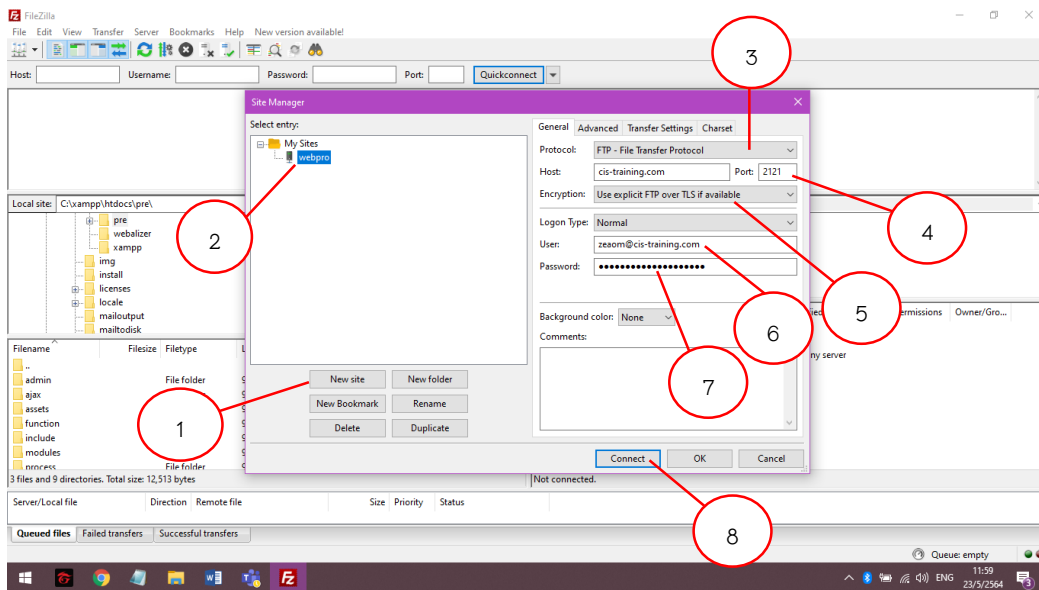 FileZilla
File Edit View Transfer Server Bookmarks Help New version available!
Host: Username: Password: Port: Quickconnect
Site Manager
Select entry:
My Sites
webpro
New site New folder
New Bookmark Rename
Delete Duplicate
General Advanced Transfer Settings Charset
Protocol: FTP - File Transfer Protocol
Host: cis-training.com Port: 2121
Encryption: Use explicit FTP over TLS if available
Logon Type: Normal
User: zeaom@cis-training.com
Password: ●●●●●●●●●●●●●●●●●●●●
Background color: None
Comments:
Connect OK Cancel
1
2
3
4
5
6
7
8
Local site: C:\xampp\htdocs\pre\
pre
webalizer
xampp
img
install
licenses
locale
mailoutput
mailtodisk
Filename Filesize Filetype
..
admin File folder
ajax
assets
function
include
modules
process File folder
3 files and 9 directories. Total size: 12,513 bytes
ermissions Owner/Gro...
ny server
Not connected.
Server/Local file Direction Remote file Size Priority Status
Queued files Failed transfers Successful transfers
Queue: empty
ENG
11:59
23/5/2564
3